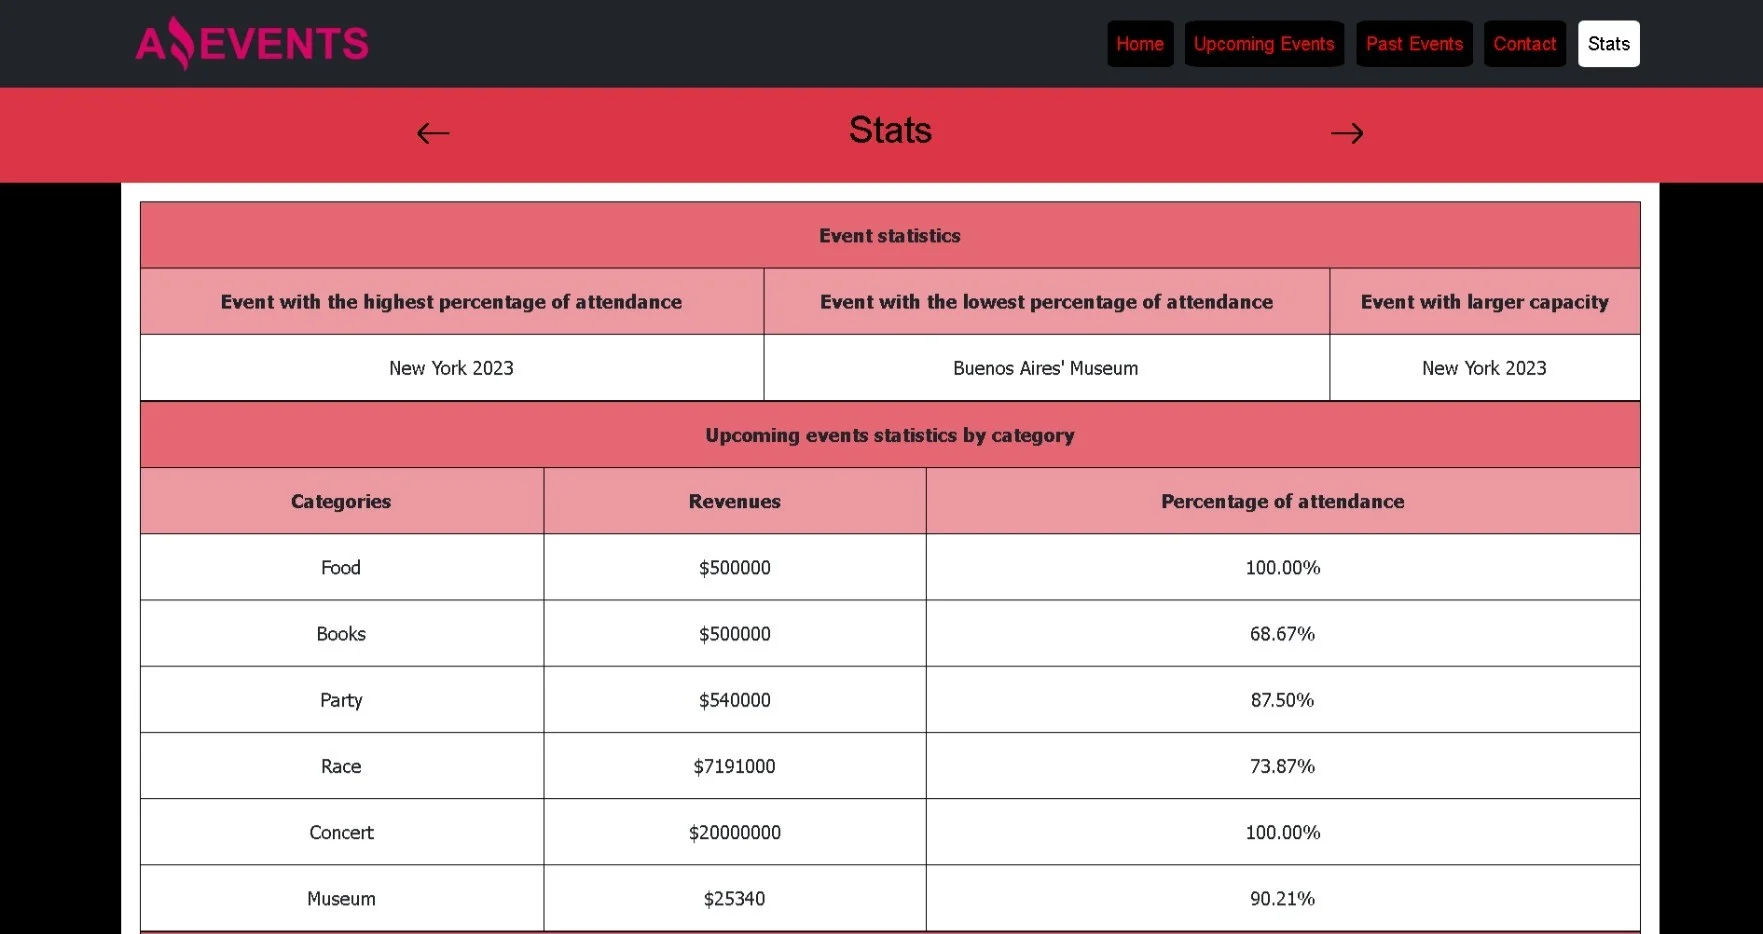 A EVENTS
Home Upcoming Events Past Events Contact Stats
Stats
Event statistics
Event with the highest percentage of attendance Event with the lowest percentage of attendance Event with larger capacity
New York 2023 Buenos Aires' Museum New York 2023
Upcoming events statistics by category
Categories Revenues Percentage of attendance
Food $500000 100.00%
Books $500000 68.67%
Party $540000 87.50%
Race $7191000 73.87%
Concert $20000000 100.00%
Museum $25340 90.21%